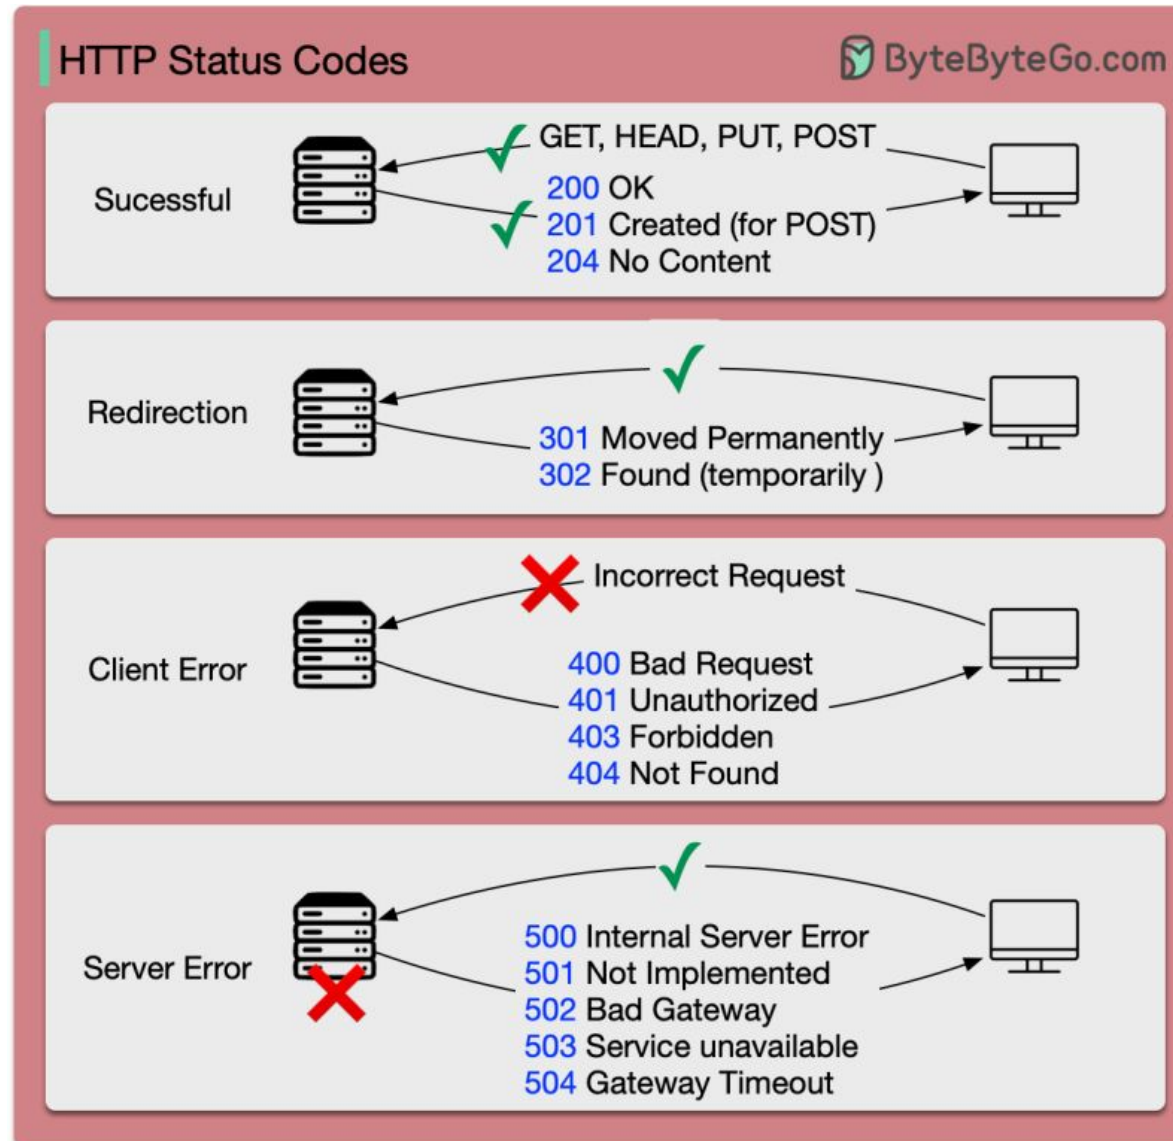 HTTP Status Codes
ByteByteGo.com
Sucessful
GET, HEAD, PUT, POST
200 OK
201 Created (for POST)
204 No Content
Redirection
301 Moved Permanently
302 Found (temporarily )
Client Error
Incorrect Request
400 Bad Request
401 Unauthorized
403 Forbidden
404 Not Found
Server Error
500 Internal Server Error
501 Not Implemented
502 Bad Gateway
503 Service unavailable
504 Gateway Timeout